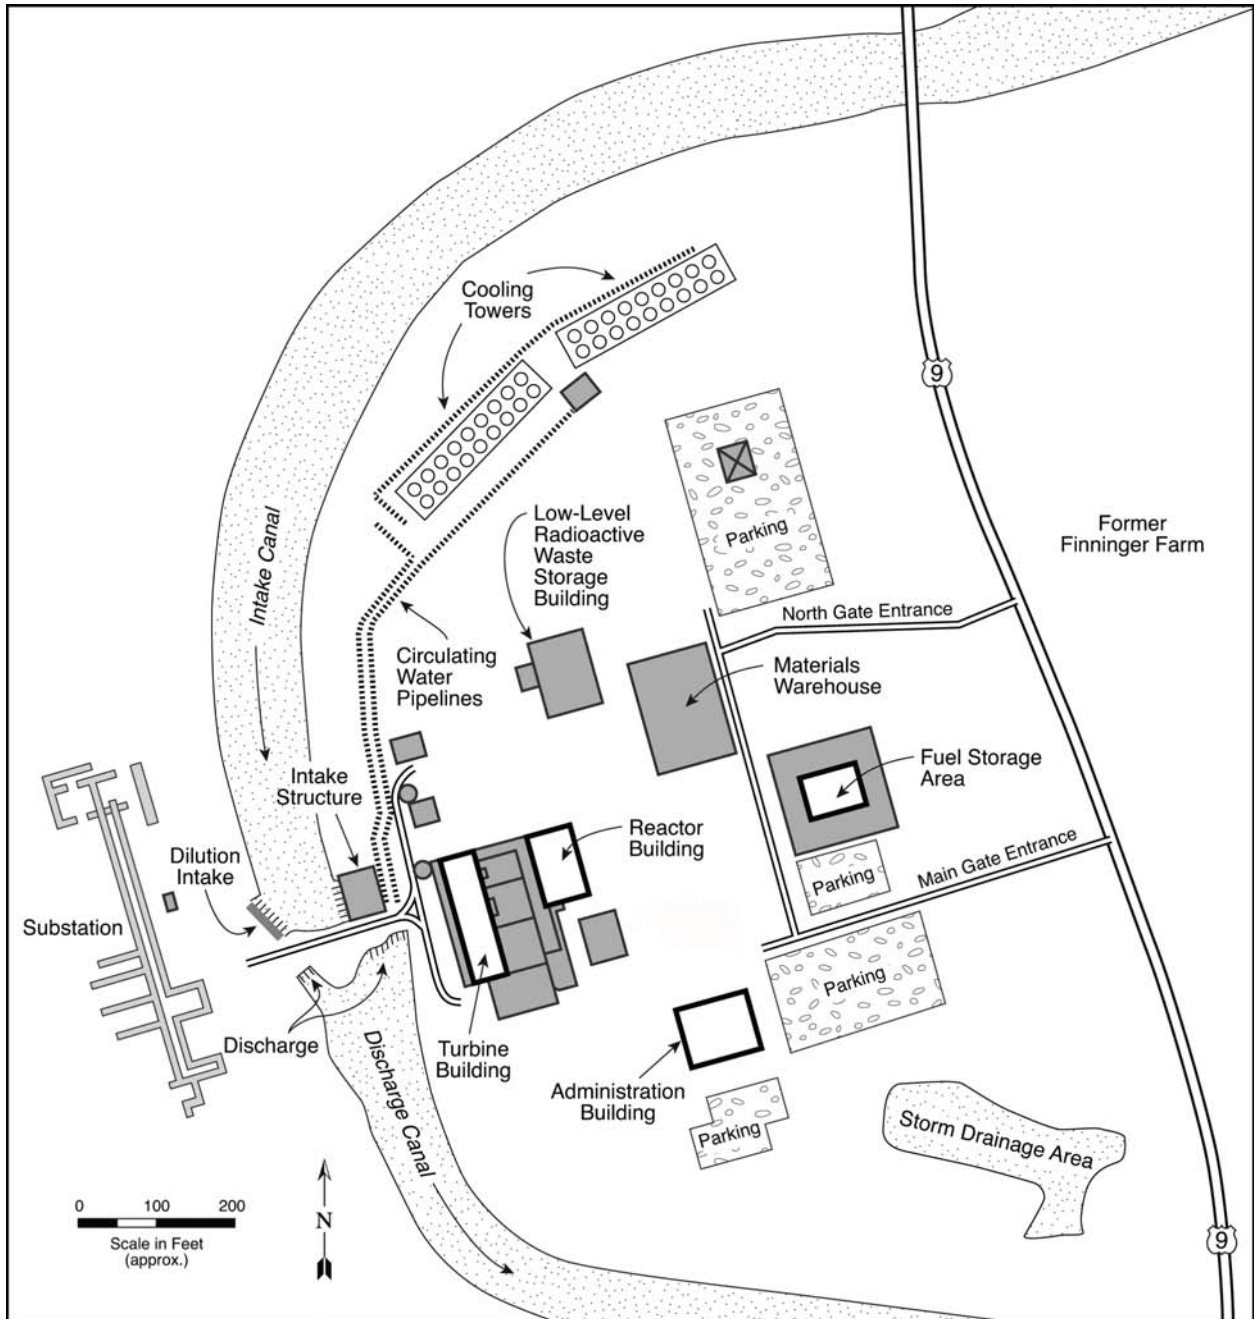 Cooling
Towers
9
Low-Level
Radioactive
Waste
Storage
Building
Parking
Former
Finninger Farm
Intake Canal
North Gate Entrance
Circulating
Water
Pipelines
Materials
Warehouse
Intake
Structure
Fuel Storage
Area
Reactor
Building
Dilution
Intake
Parking
Main Gate Entrance
Substation
Parking
Discharge
Turbine
Building
Discharge Canal
Administration
Building
Parking
Storm Drainage Area
0 100 200
Scale in Feet
(approx.)
N
9